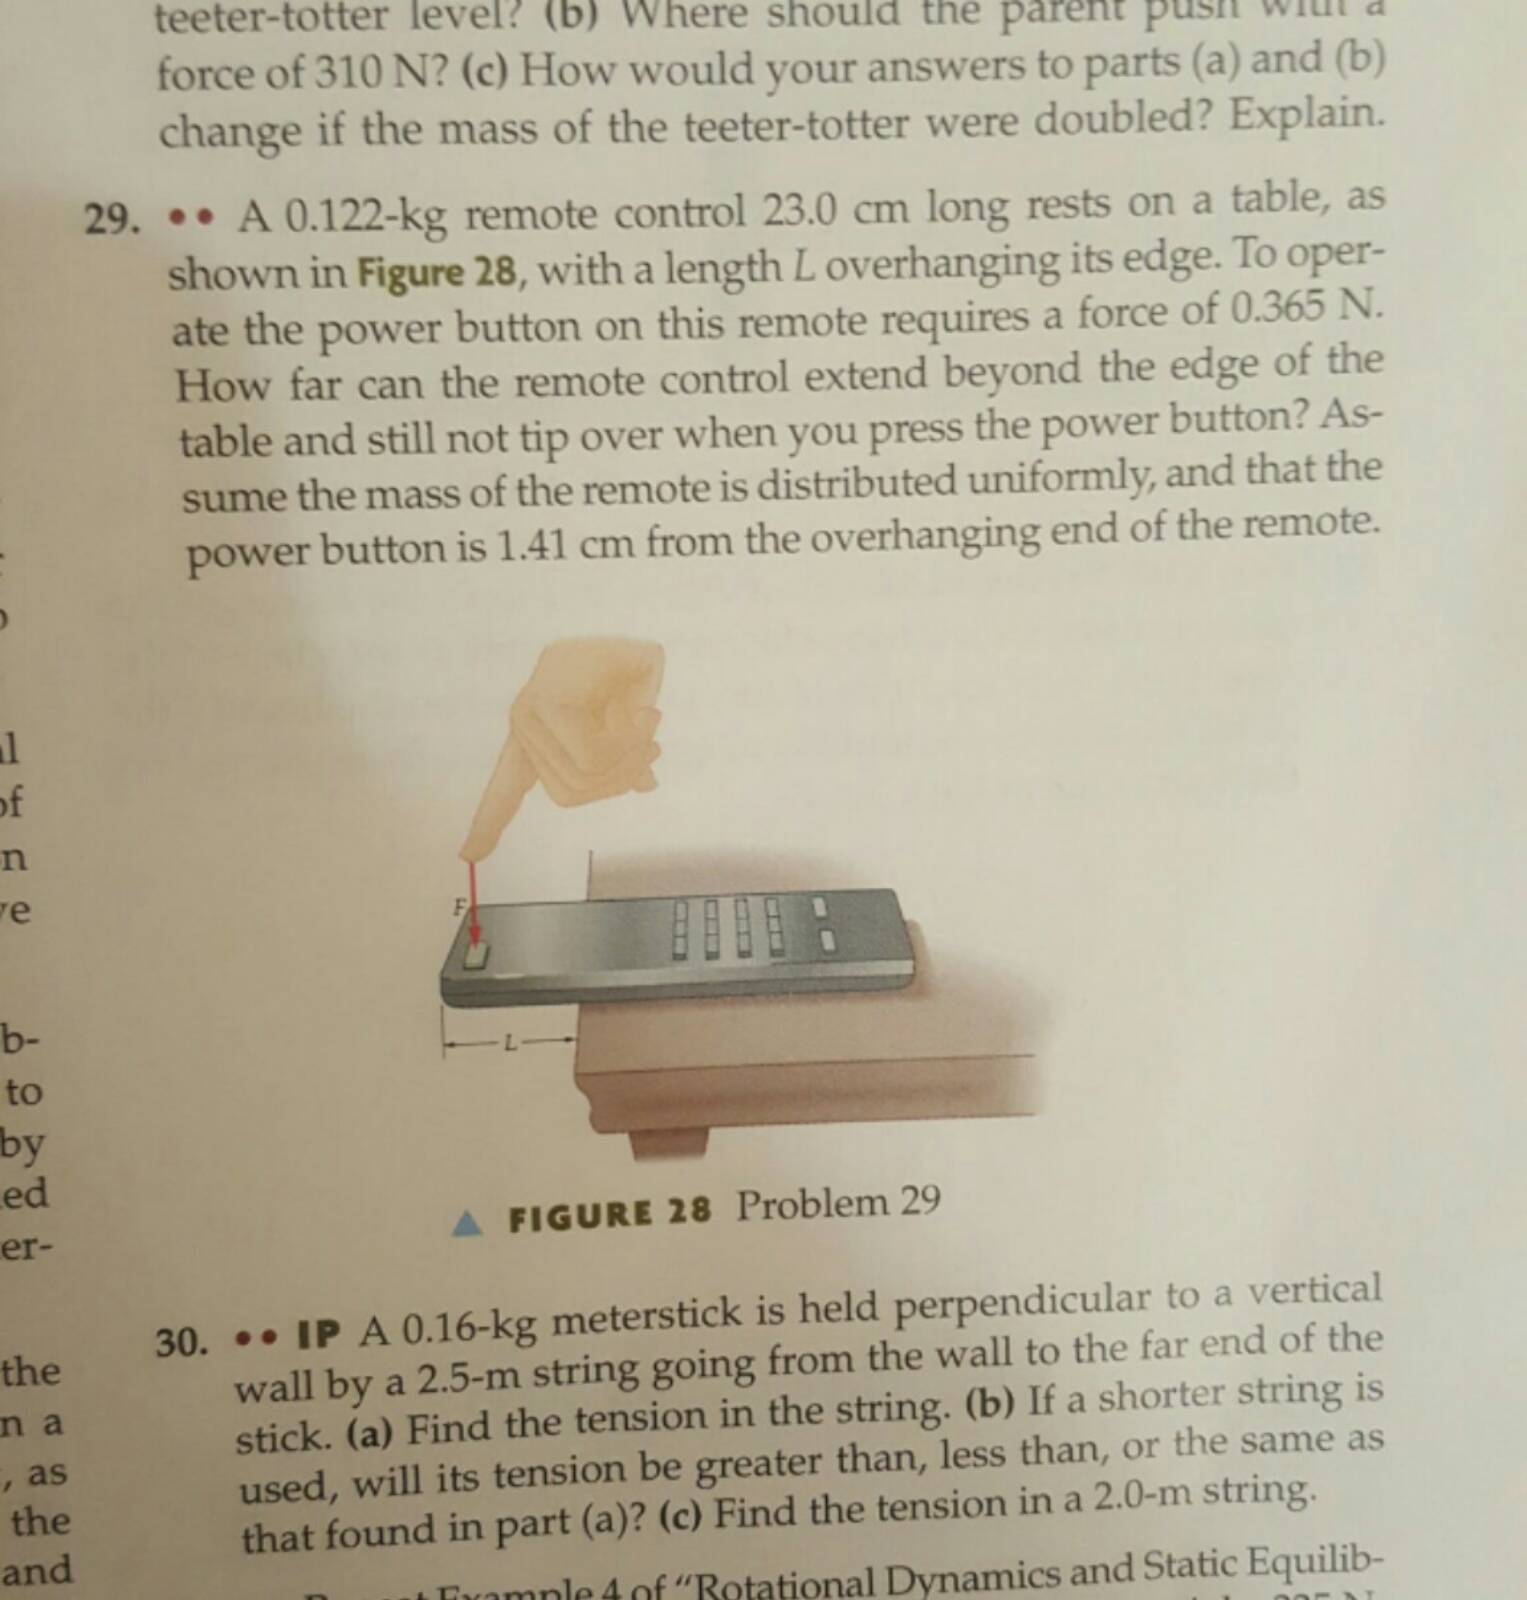 teeter-totter level? (b) Where should the parent push with a
force of 310 N? (c) How would your answers to parts (a) and (b)
change if the mass of the teeter-totter were doubled? Explain.
29. •• A 0.122-kg remote control 23.0 cm long rests on a table, as
shown in Figure 28, with a length L overhanging its edge. To oper-
ate the power button on this remote requires a force of 0.365 N.
How far can the remote control extend beyond the edge of the
table and still not tip over when you press the power button? As-
sume the mass of the remote is distributed uniformly, and that the
power button is 1.41 cm from the overhanging end of the remote.
F
L
▲ FIGURE 28 Problem 29
30. •• IP A 0.16-kg meterstick is held perpendicular to a vertical
wall by a 2.5-m string going from the wall to the far end of the
stick. (a) Find the tension in the string. (b) If a shorter string is
used, will its tension be greater than, less than, or the same as
that found in part (a)? (c) Find the tension in a 2.0-m string.
Example 4 of "Rotational Dynamics and Static Equilib-
of
b-
to
by
ed
er-
the
n a
, as
the
and